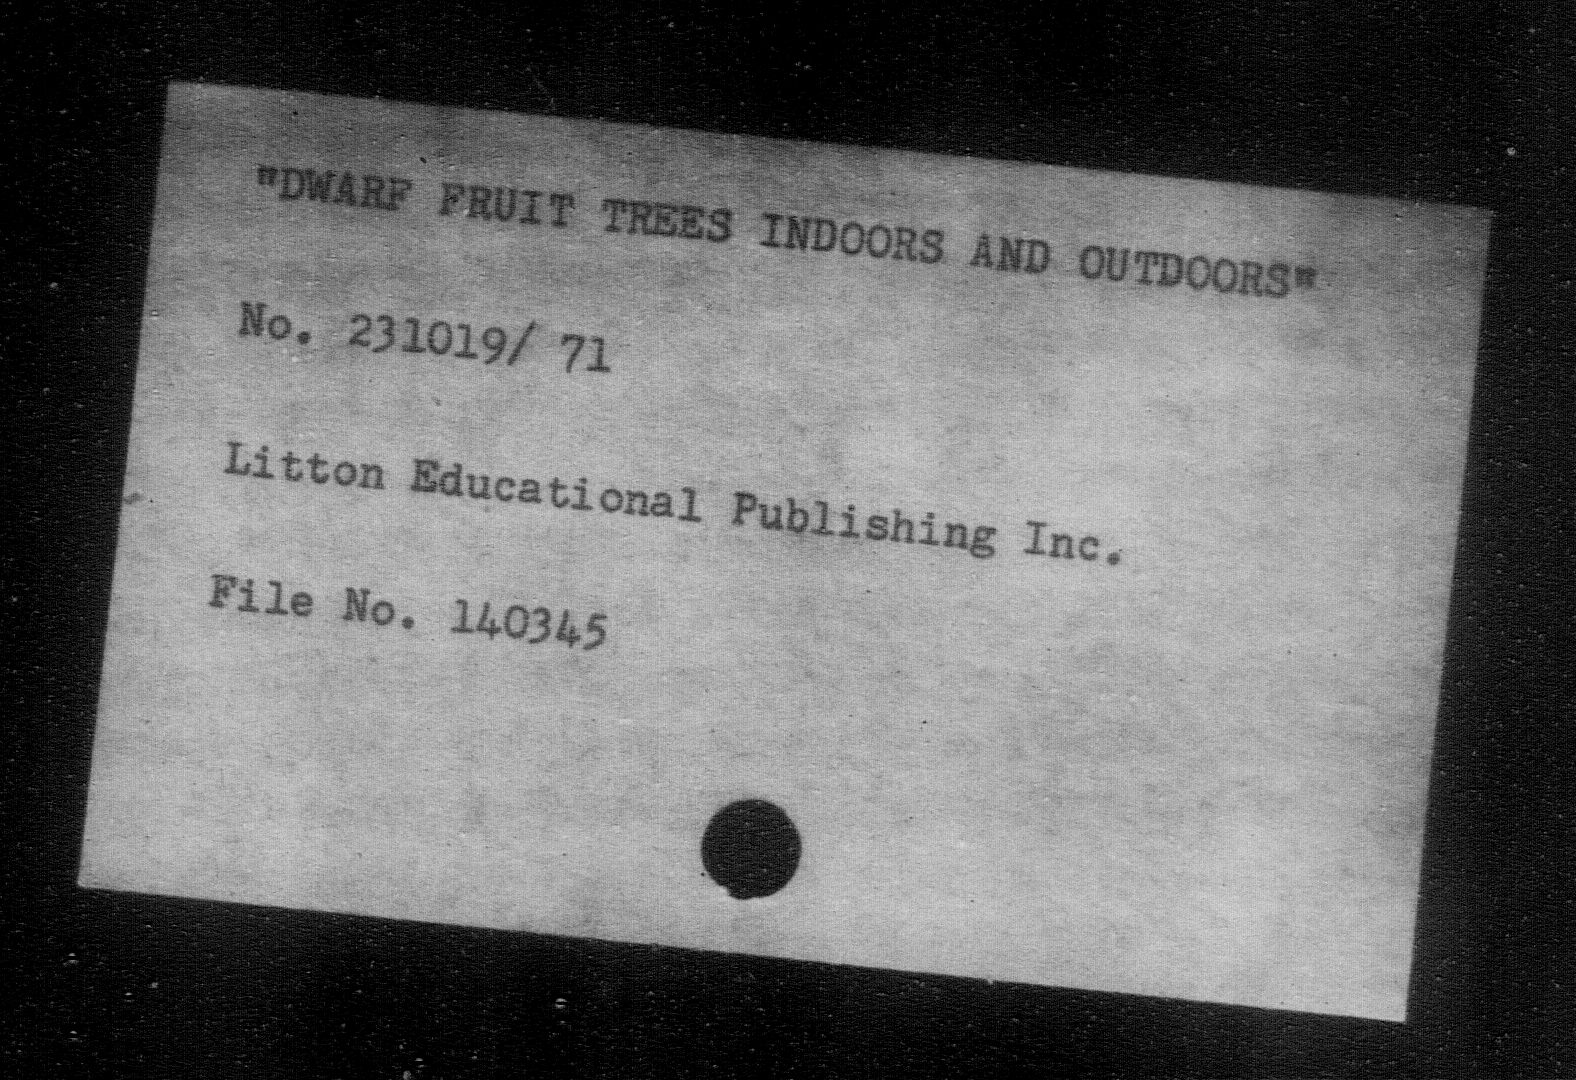 "DWARF FRUIT TREES INDOORS AND OUTDOORS"
No. 231019/ 71
Litton Educational Publishing Inc.
File No. 140345